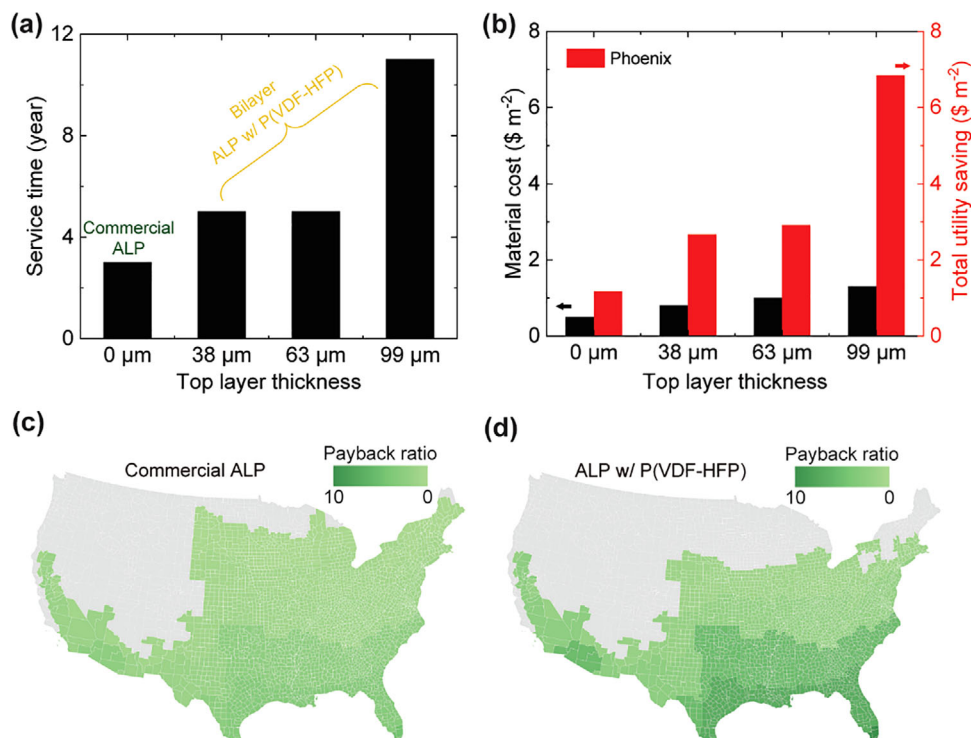 (a)
12
8
4
0
Service time (year)
Commercial
ALP
Bilayer
ALP w/ P(VDF-HFP)
0 μm 38 μm 63 μm 99 μm
Top layer thickness
(b)
8
6
4
2
0
Material cost ($ m-2)
Phoenix
8
6
4
2
0
Total utility saving ($ m-2)
0 μm 38 μm 63 μm 99 μm
Top layer thickness
(c)
Commercial ALP
Payback ratio
10 0
(d)
ALP w/ P(VDF-HFP)
Payback ratio
10 0